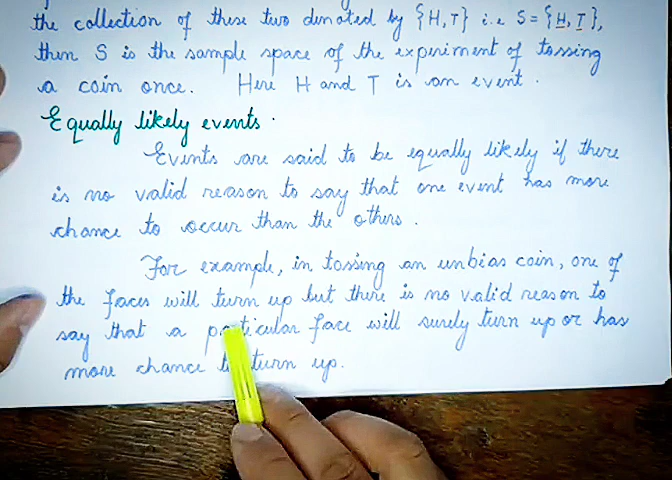 the collection of these two denoted by {H, T} i.e S = {H, T},
then S is the sample space of the experiment of tossing
a coin once. Here H and T is an event.
Equally likely events.
Events are said to be equally likely if there
is no valid reason to say that one event has more
chance to occur than the others.
For example, in tossing an unbias coin, one of
the faces will turn up but there is no valid reason to
say that a particular face will surely turn up or has
more chance to turn up.